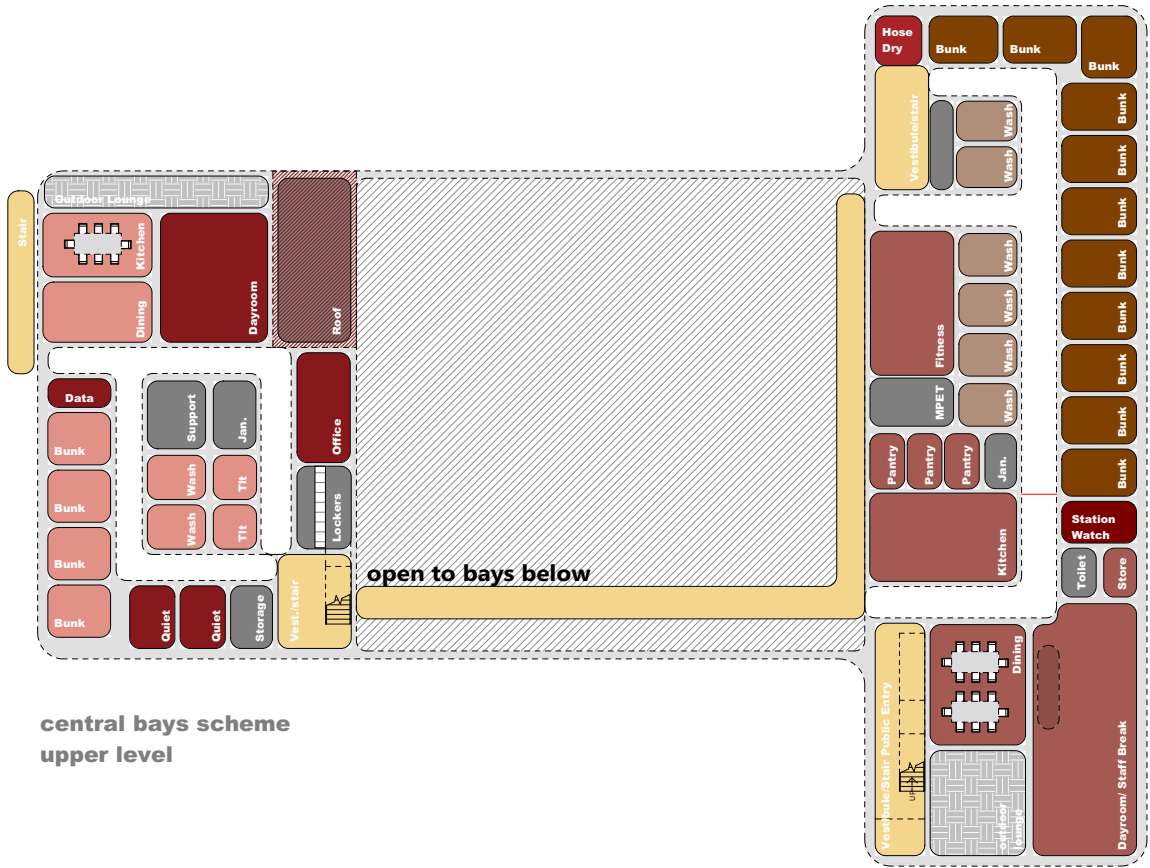 Hose
Dry
Bunk
Bunk
Bunk
Vestibule/stair
Wash
Wash
Bunk
Bunk
Bunk
Bunk
Bunk
Bunk
Bunk
Bunk
Outdoor Lounge
Stair
Kitchen
Dining
Dayroom
Roof
Fitness
Wash
Wash
Wash
Wash
MPET
Pantry
Pantry
Pantry
Jan.
Kitchen
Station
Watch
Toilet
Store
Data
Bunk
Bunk
Bunk
Bunk
Support
Jan.
Wash
Tlt
Wash
Tlt
Office
Lockers
Quiet
Quiet
Storage
Vest./stair
open to bays below
Vestibule/Stair Public Entry
UP
Dining
outdoor
lounge
Dayroom/ Staff Break
central bays scheme
upper level